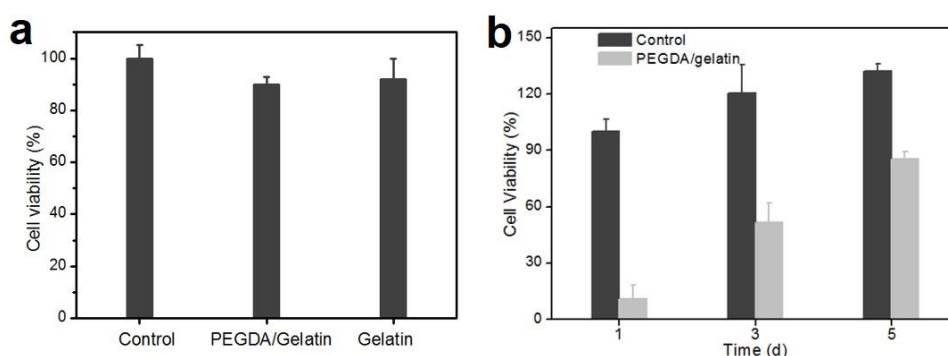 a
Cell viability (%)
100
80
60
40
20
0
Control PEGDA/Gelatin Gelatin
b
Cell Viability (%)
150
120
90
60
30
0
Control
PEGDA/gelatin
1 3 5
Time (d)